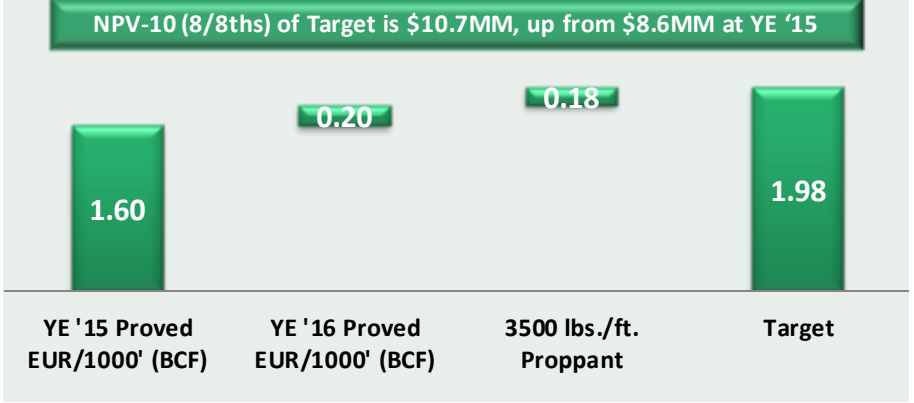 NPV-10 (8/8ths) of Target is $10.7MM, up from $8.6MM at YE ‘15
1.60
0.20
0.18
1.98
YE '15 Proved
EUR/1000' (BCF)
YE '16 Proved
EUR/1000' (BCF)
3500 lbs./ft.
Proppant
Target